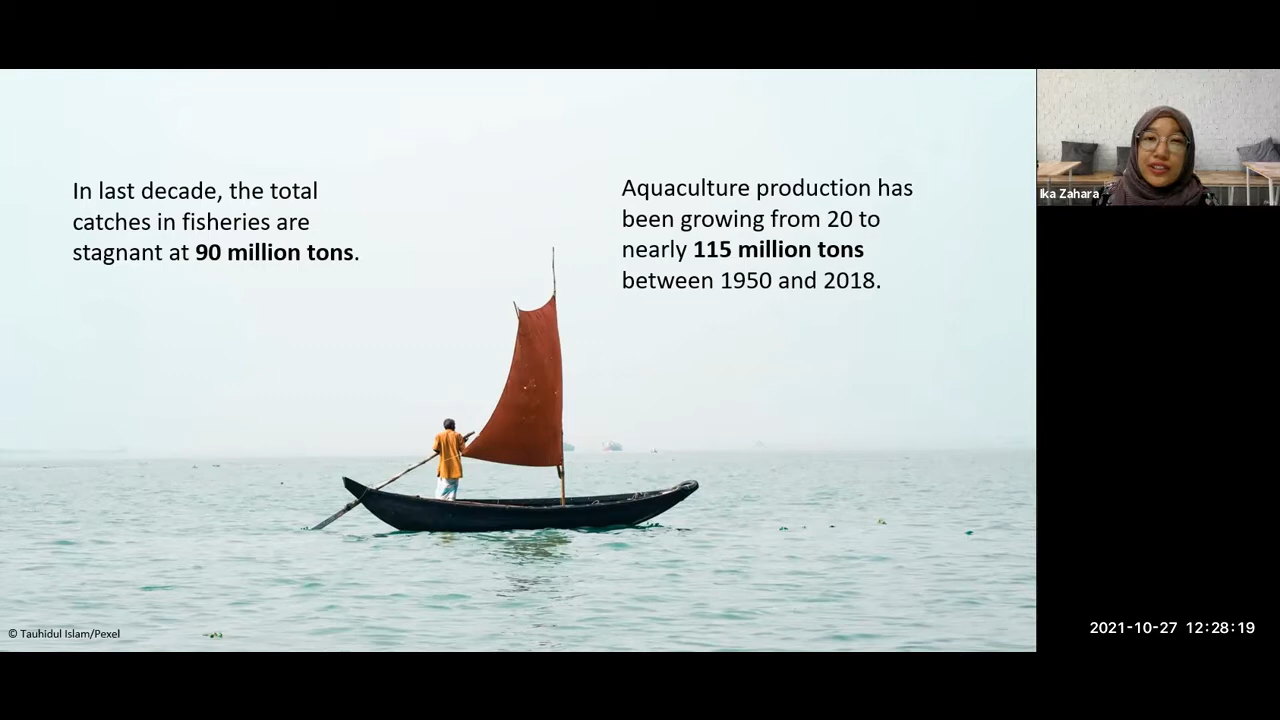 In last decade, the total
catches in fisheries are
stagnant at 90 million tons.
Aquaculture production has
been growing from 20 to
nearly 115 million tons
between 1950 and 2018.
© Tauhidul Islam/Pexel
Ika Zahara
2021-10-27 12:28:19